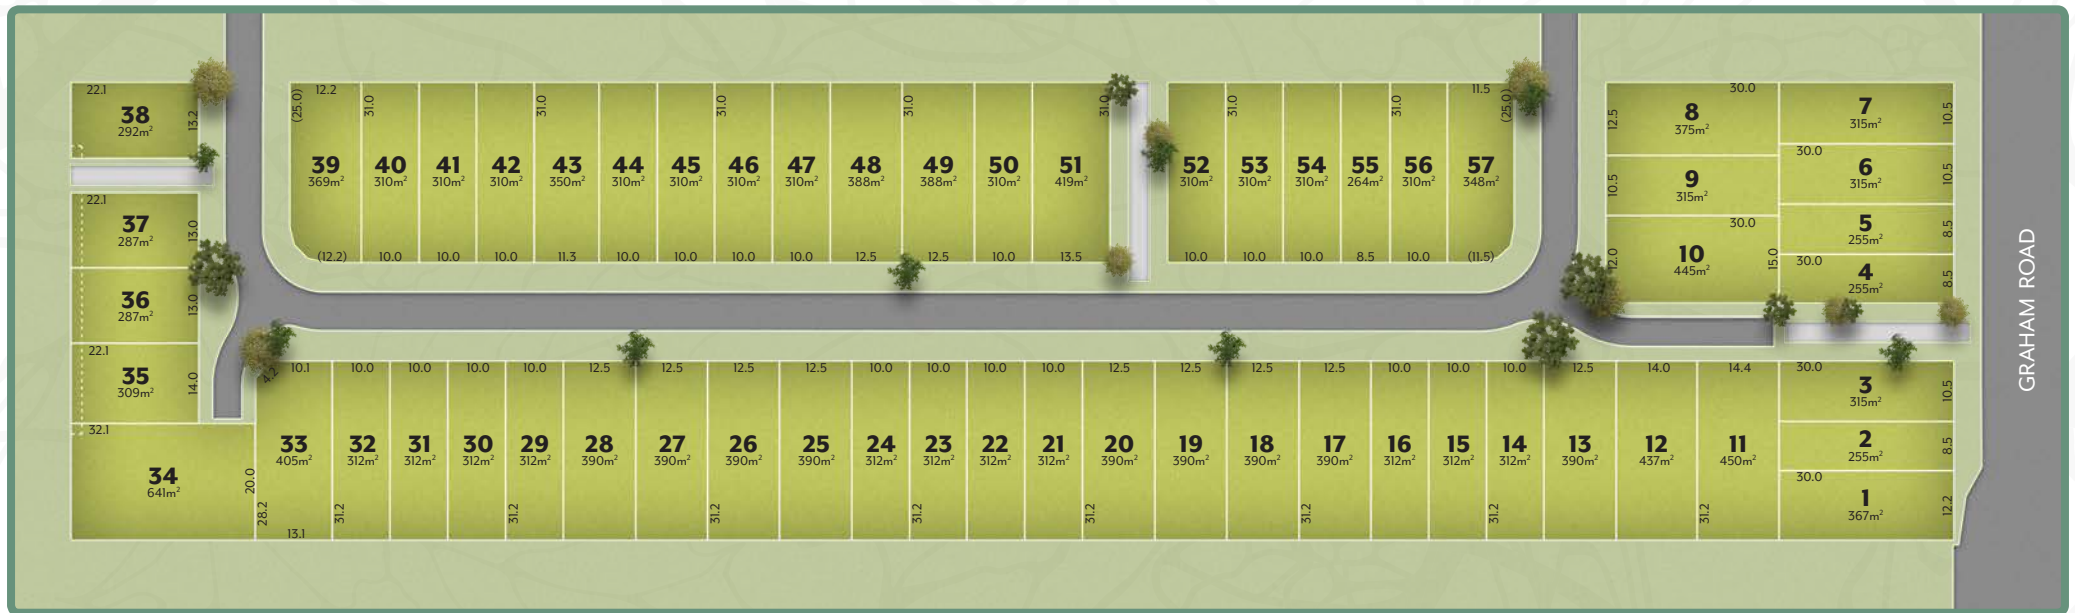 22.1
38
292m²
13.2
22.1
37
287m²
13.0
36
287m²
13.0
22.1
35
309m²
14.0
32.1
34
641m²
20.0
(25.0)
12.2
31.0
31.0
31.0
31.0
31.0
39
369m²
40
310m²
41
310m²
42
310m²
43
350m²
44
310m²
45
310m²
46
310m²
47
310m²
48
388m²
49
388m²
50
310m²
51
419m²
(12.2)
10.0
10.0
10.0
11.3
10.0
10.0
10.0
10.0
12.5
12.5
10.0
13.5
31.0
31.0
11.5
(25.0)
52
310m²
53
310m²
54
310m²
55
264m²
56
310m²
57
348m²
10.0
10.0
10.0
8.5
10.0
(11.5)
30.0
12.5
8
375m²
10.5
9
315m²
30.0
12.0
10
445m²
15.0
7
315m²
10.5
30.0
6
315m²
10.5
5
255m²
8.5
30.0
4
255m²
8.5
GRAHAM ROAD
4.2
10.1
10.0
10.0
10.0
10.0
12.5
12.5
12.5
12.5
10.0
10.0
10.0
10.0
12.5
12.5
12.5
12.5
10.0
10.0
10.0
12.5
14.0
14.4
33
405m²
32
312m²
31
312m²
30
312m²
29
312m²
28
390m²
27
390m²
26
390m²
25
390m²
24
312m²
23
312m²
22
312m²
21
312m²
20
390m²
19
390m²
18
390m²
17
390m²
16
312m²
15
312m²
14
312m²
13
390m²
12
437m²
11
450m²
28.2
13.1
31.2
31.2
31.2
31.2
31.2
31.2
31.2
31.2
30.0
3
315m²
10.5
2
255m²
8.5
30.0
1
367m²
12.2